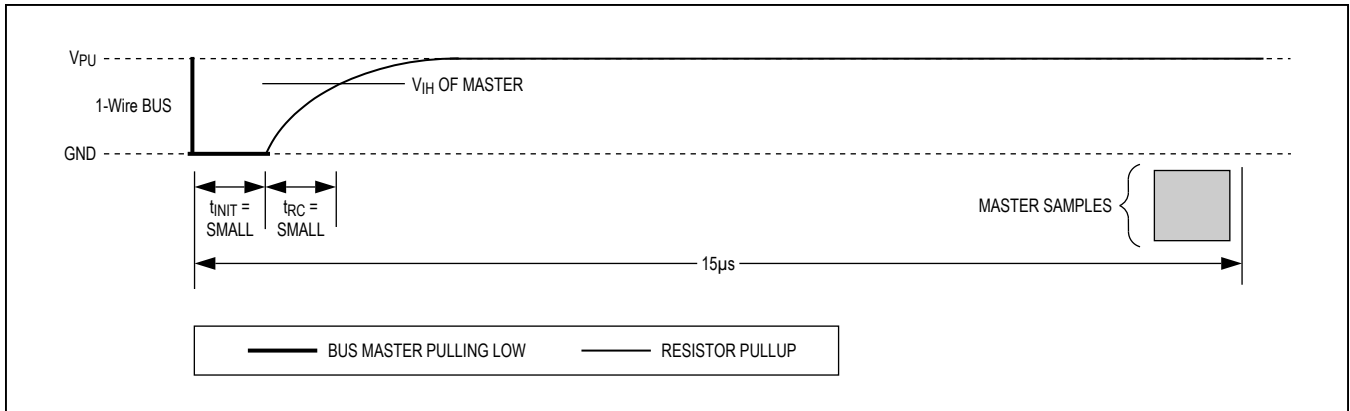 VPU
VIH OF MASTER
1-Wire BUS
GND
tINIT =
SMALL
tRC =
SMALL
MASTER SAMPLES
15µs
BUS MASTER PULLING LOW
RESISTOR PULLUP